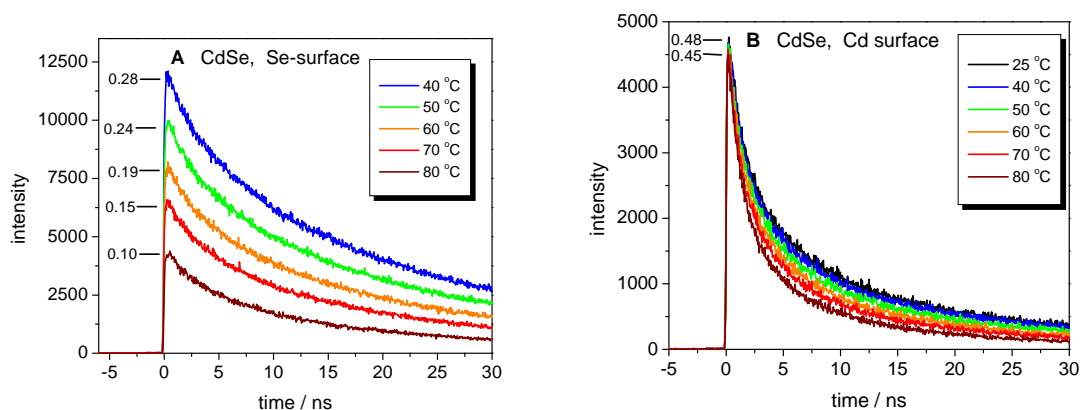 A CdSe, Se-surface
12500
10000
7500
5000
2500
0
intensity
0.28
0.24
0.19
0.15
0.10
40 °C
50 °C
60 °C
70 °C
80 °C
-5 0 5 10 15 20 25 30
time / ns
B CdSe, Cd surface
5000
4000
3000
2000
1000
0
intensity
0.48
0.45
25 °C
40 °C
50 °C
60 °C
70 °C
80 °C
-5 0 5 10 15 20 25 30
time / ns